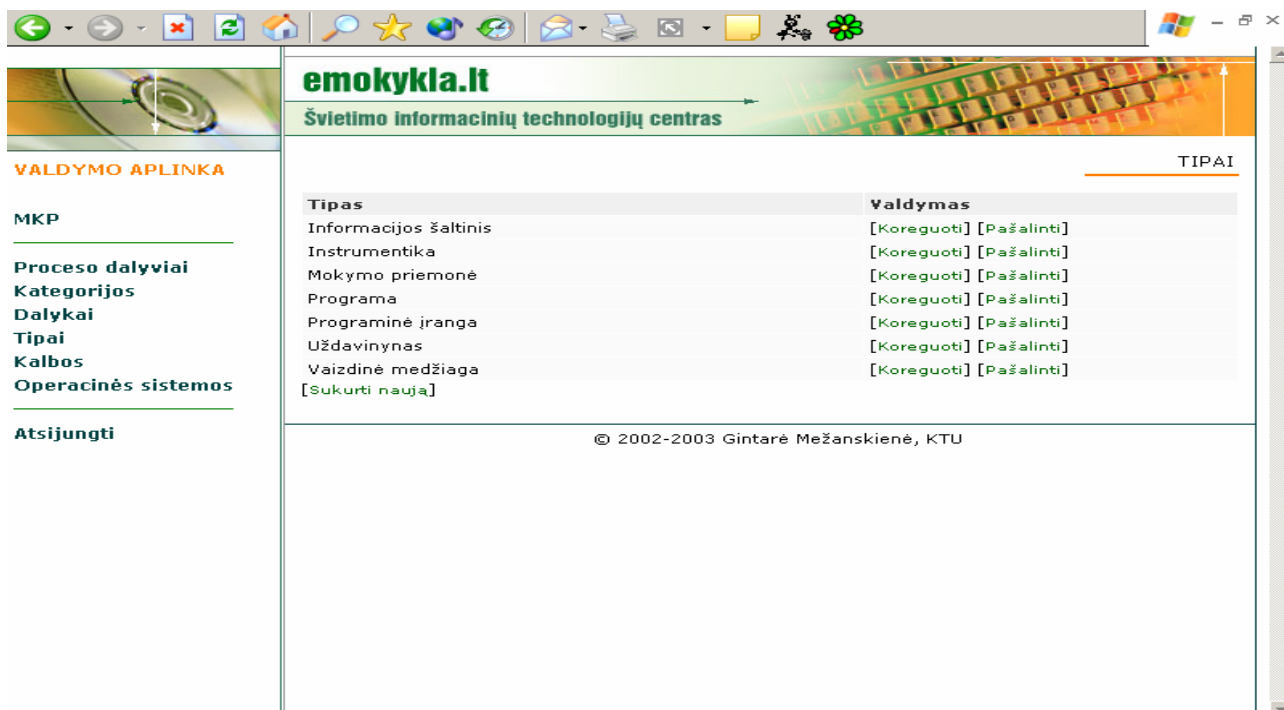 emokykla.lt
Švietimo informacinių technologijų centras
VALDYMO APLINKA
MKP
Proceso dalyviai
Kategorijos
Dalykai
Tipai
Kalbos
Operacinės sistemos
Atsijungti
TIPAI
Tipas Valdymas
Informacijos šaltinis [Koreguoti] [Pašalinti]
Instrumentika [Koreguoti] [Pašalinti]
Mokymo priemonė [Koreguoti] [Pašalinti]
Programa [Koreguoti] [Pašalinti]
Programinė įranga [Koreguoti] [Pašalinti]
Uždavinynas [Koreguoti] [Pašalinti]
Vaizdinė medžiaga [Koreguoti] [Pašalinti]
[Sukurti naują]
© 2002-2003 Gintarė Mežanskienė, KTU